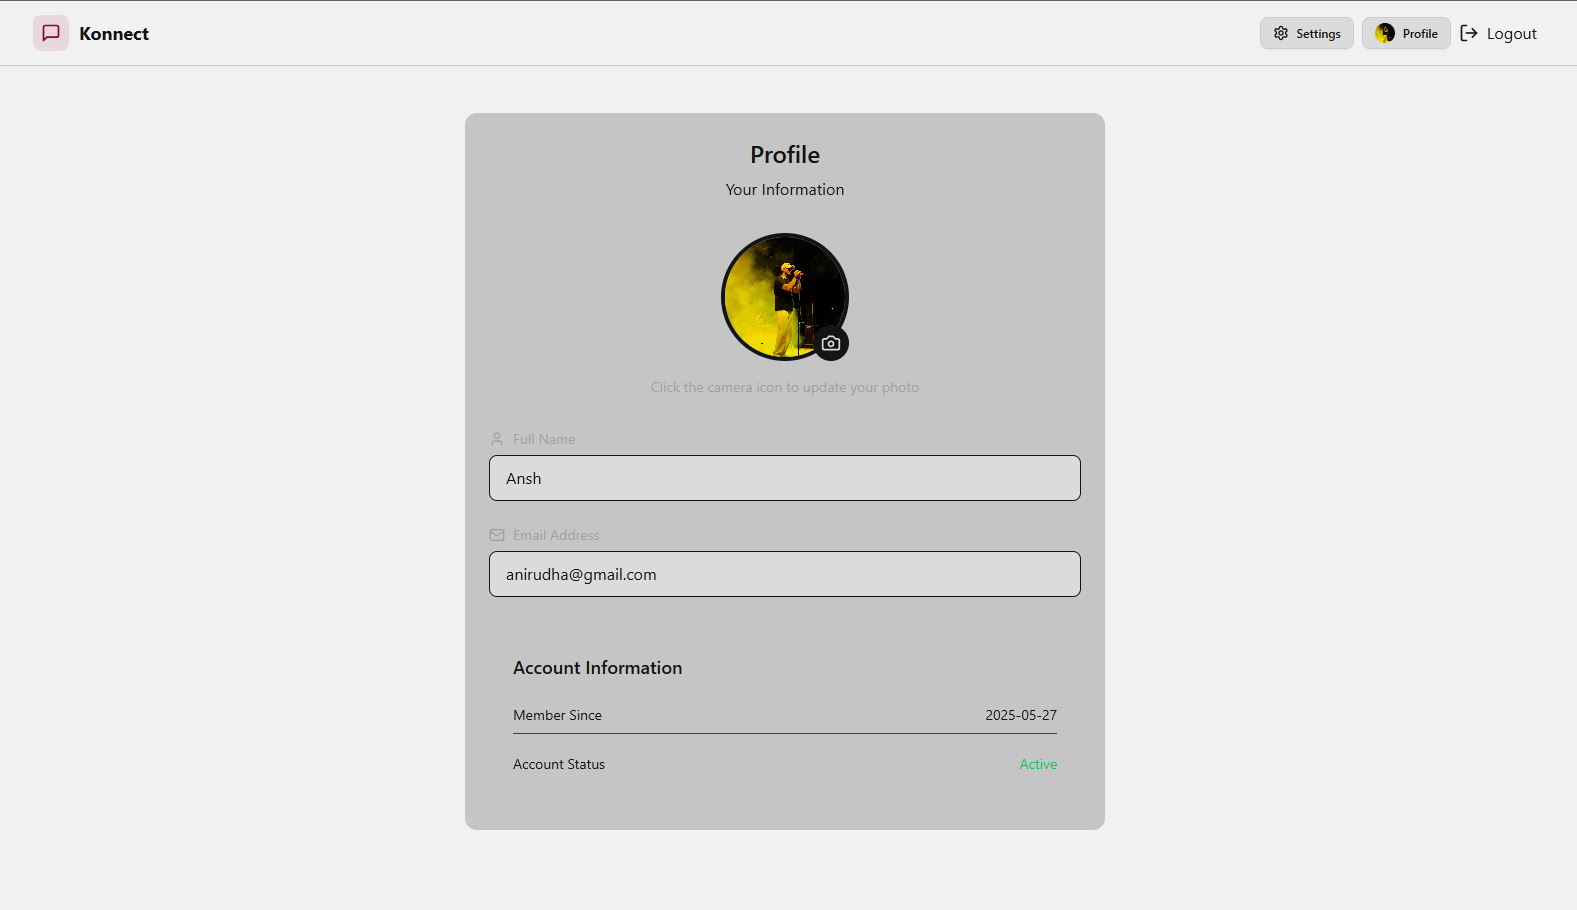 Konnect
Settings
Profile
Logout
Profile
Your Information
Click the camera icon to update your photo
Full Name
Ansh
Email Address
anirudha@gmail.com
Account Information
Member Since 2025-05-27
Account Status Active